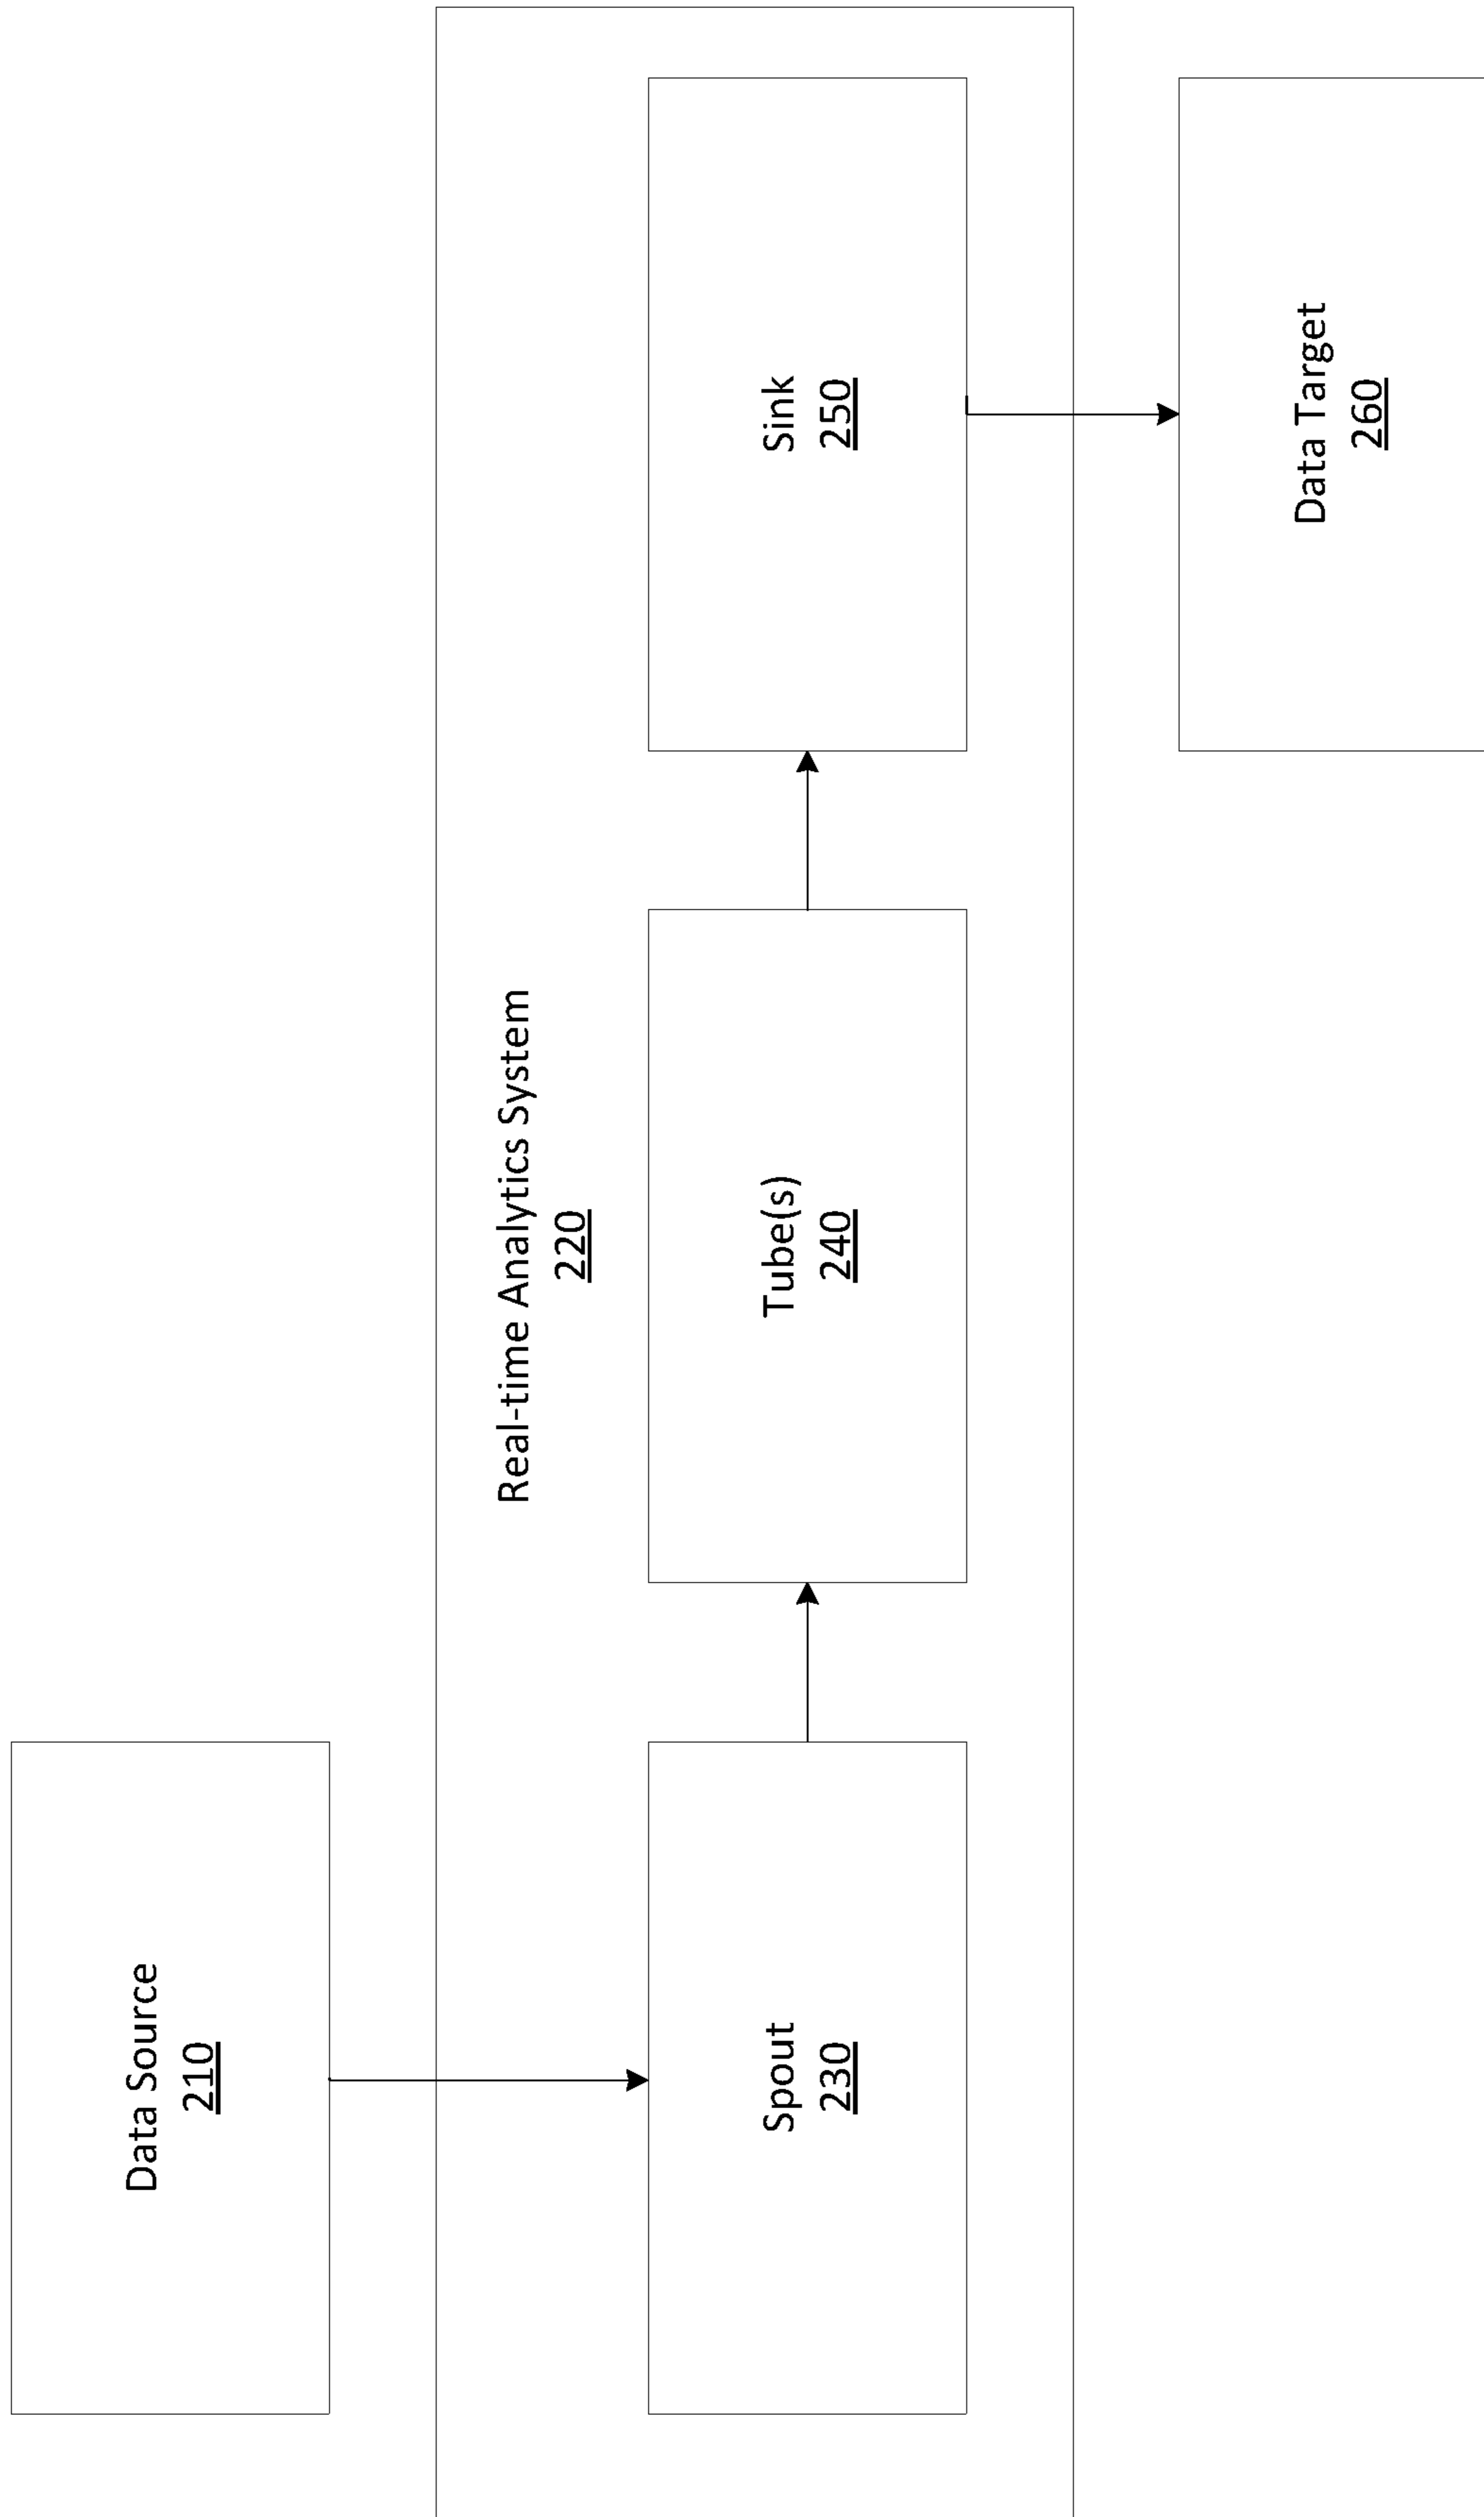 Data Source
210
Real-time Analytics System
220
Spout
230
Tube(s)
240
Sink
250
Data Target
260